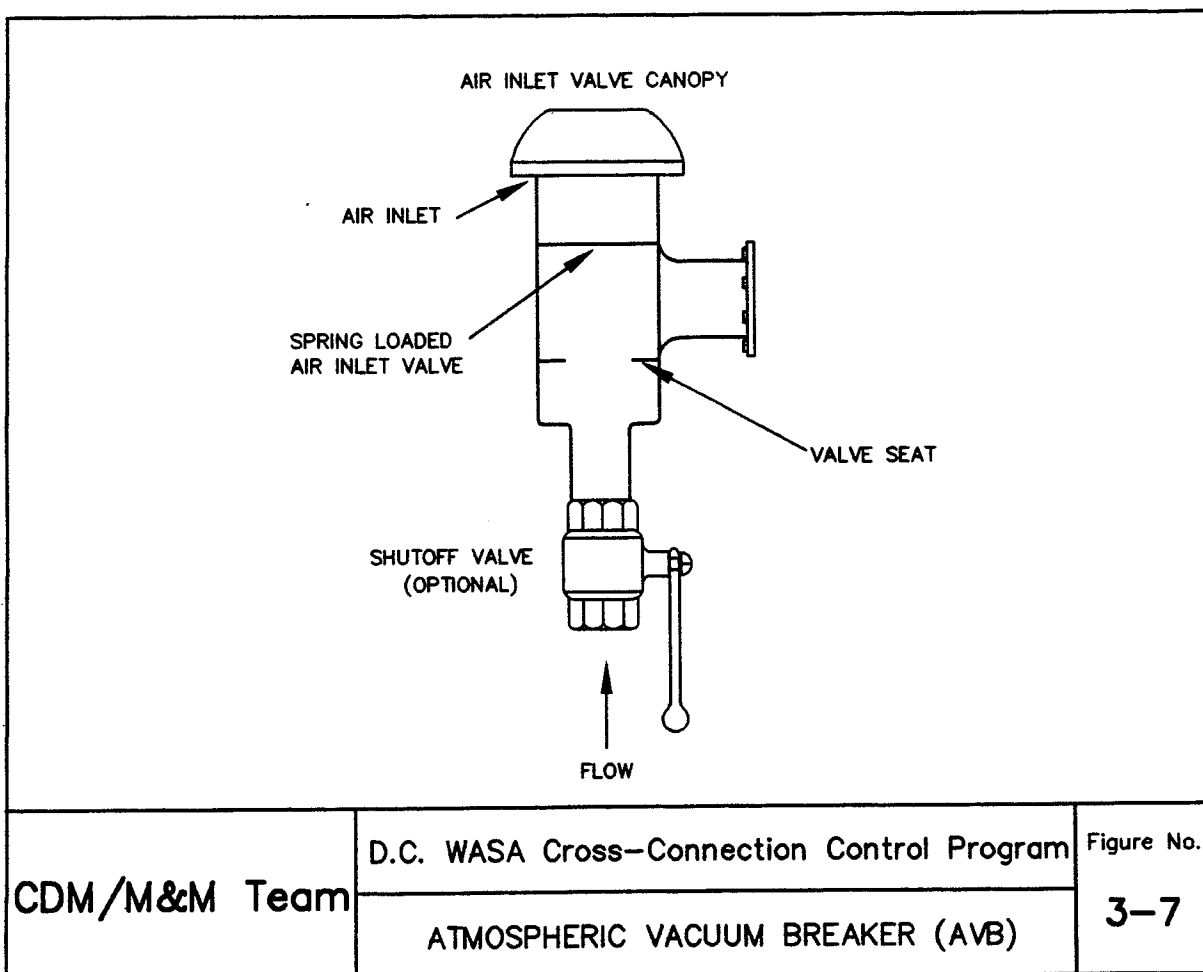 AIR INLET VALVE CANOPY
AIR INLET
SPRING LOADED
AIR INLET VALVE
VALVE SEAT
SHUTOFF VALVE
(OPTIONAL)
FLOW
CDM/M&M Team
D.C. WASA Cross-Connection Control Program
ATMOSPHERIC VACUUM BREAKER (AVB)
Figure No.
3-7